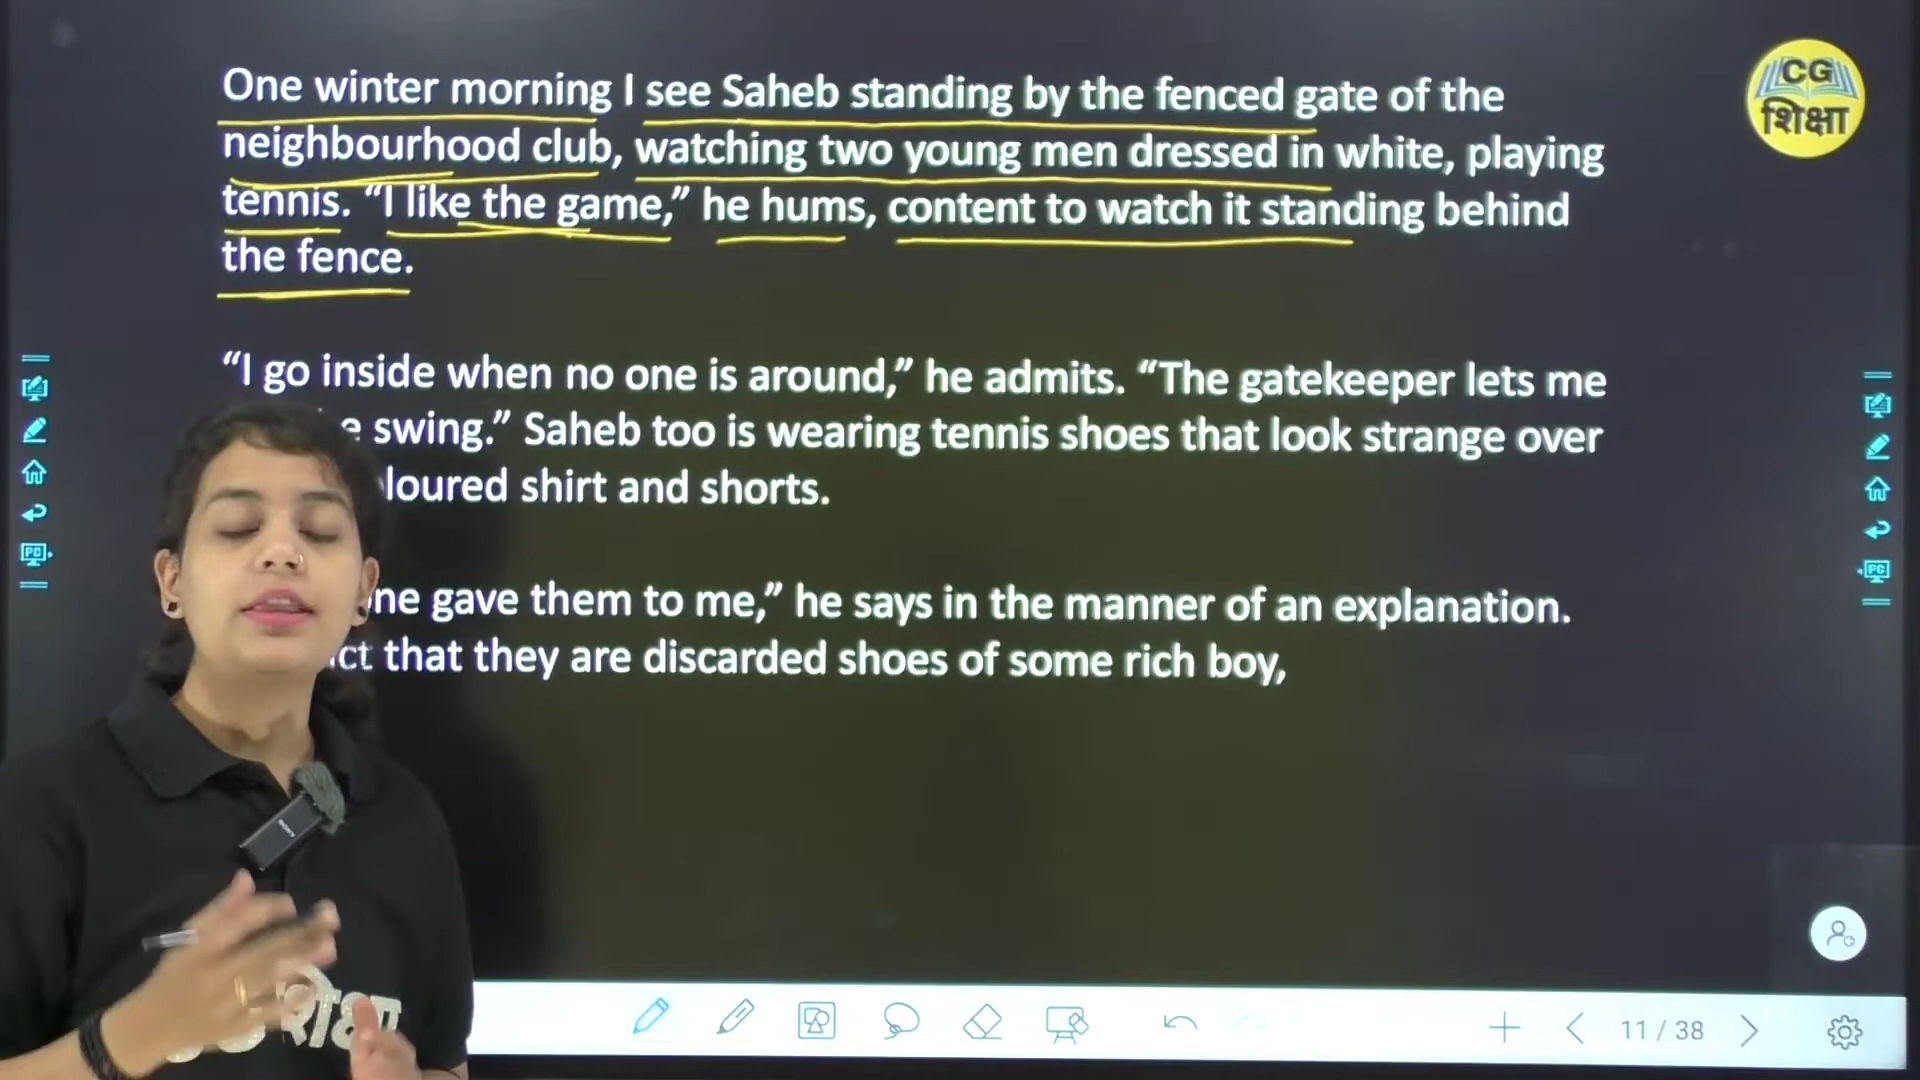 One winter morning I see Saheb standing by the fenced gate of the
neighbourhood club, watching two young men dressed in white, playing
tennis. “I like the game,” he hums, content to watch it standing behind
the fence.
“I go inside when no one is around,” he admits. “The gatekeeper lets me
swing.” Saheb too is wearing tennis shoes that look strange over
shirt and shorts.
gave them to me,” he says in the manner of an explanation.
that they are discarded shoes of some rich boy,
CG
शिक्षा
PC
PC
SONY
11 / 38